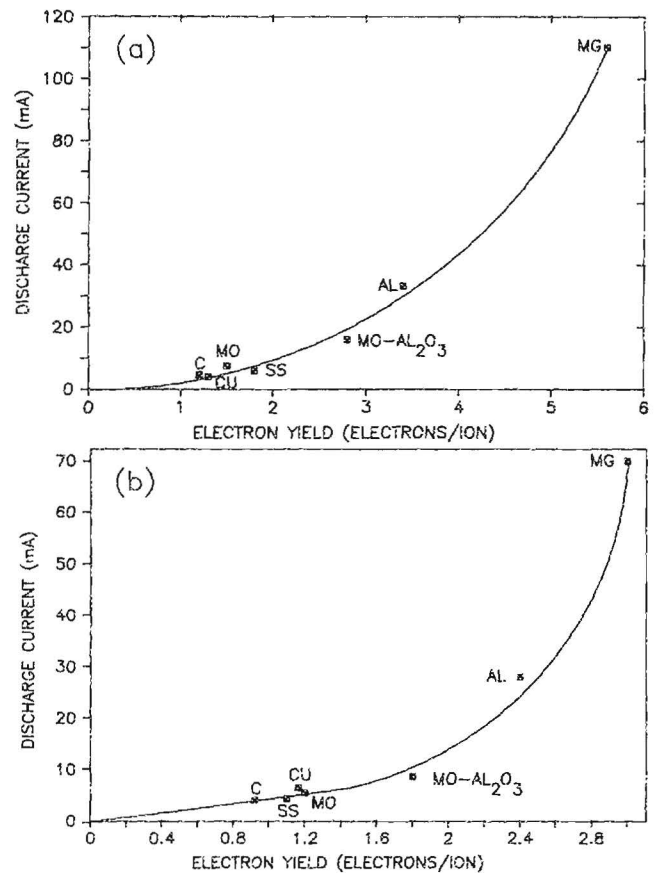 (a)
120
100
80
60
40
20
0
DISCHARGE CURRENT (mA)
MG
AL
MO-AL₂O₃
MO
C
CU
SS
0 1 2 3 4 5 6
ELECTRON YIELD (ELECTRONS/ION)
(b)
70
60
50
40
30
20
10
0
DISCHARGE CURRENT (mA)
MG
AL.
MO-AL₂O₃
CU
C
SS
MO
0 0.4 0.8 1.2 1.6 2 2.4 2.8
ELECTRON YIELD (ELECTRONS/ION)